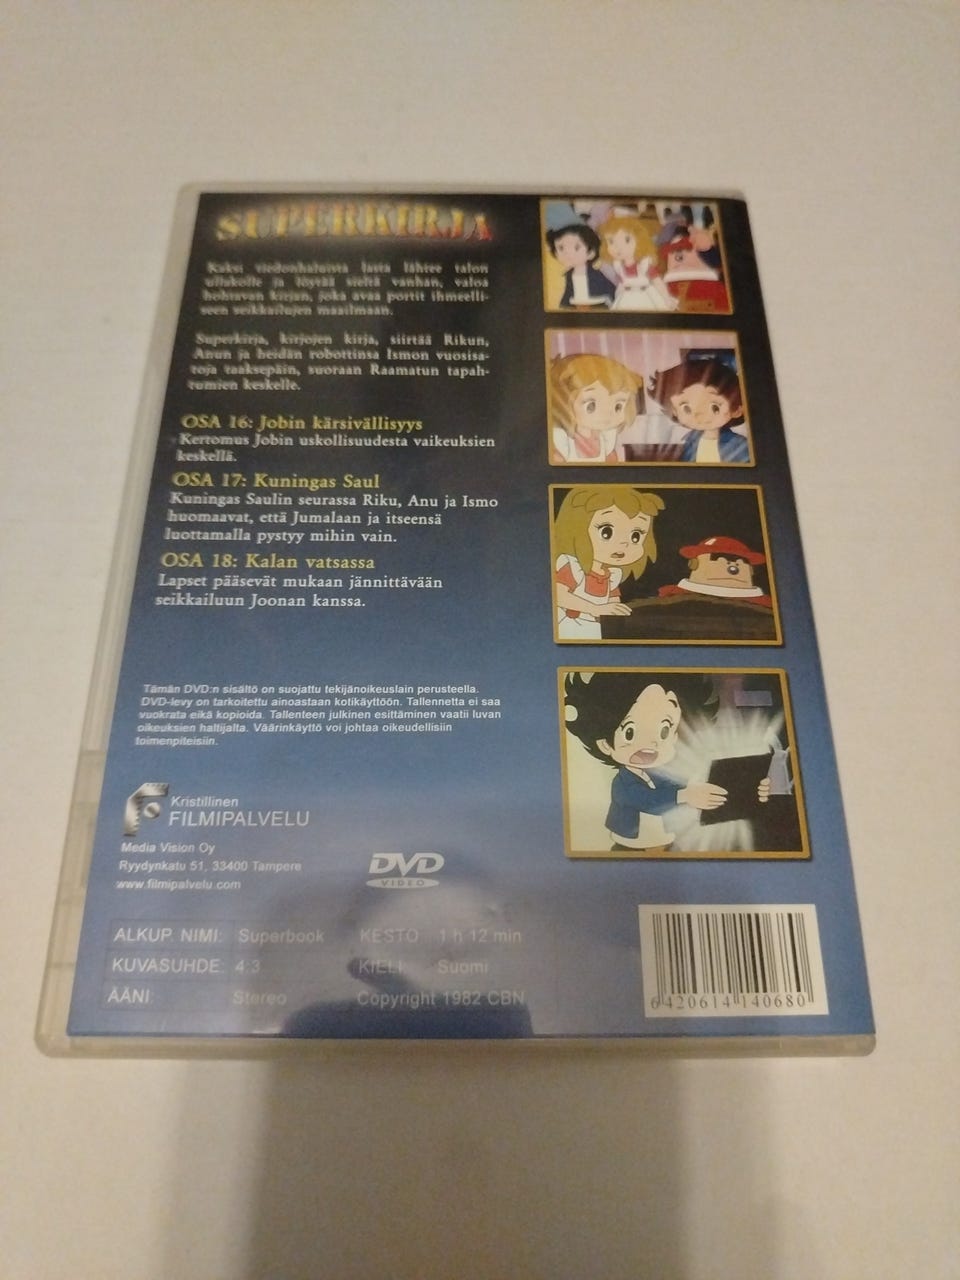 SUPERKIRJA
Kaksi tiedonhaluista lasta lähtee talon
ullakolle ja löytää sieltä vanhan, valoa
hohtavan kirjan, joka avaa portit ihmeelli-
seen seikkailujen maailmaan.
Superkirja, kirjojen kirja, siirtää Rikun,
Anun ja heidän robottinsa Ismon vuosisa-
toja taaksepäin, suoraan Raamatun tapah-
tumien keskelle.
OSA 16: Jobin kärsivällisyys
Kertomus Jobin uskollisuudesta vaikeuksien
keskellä.
OSA 17: Kuningas Saul
Kuningas Saulin seurassa Riku, Anu ja Ismo
huomaavat, että Jumalaan ja itseensä
luottamalla pystyy mihin vain.
OSA 18: Kalan vatsassa
Lapset pääsevät mukaan jännittävään
seikkailuun Joonan kanssa.
Tämän DVD:n sisältö on suojattu tekijänoikeuslain perusteella.
DVD-levy on tarkoitettu ainoastaan kotikäyttöön. Tallennetta ei saa
vuokrata eikä kopioida. Tallenteen julkinen esittäminen vaatii luvan
oikeuksien haltijalta. Väärinkäyttö voi johtaa oikeudellisiin
toimenpiteisiin.
Kristillinen
FILMIPALVELU
Media Vision Oy
Ryydynkatu 51, 33400 Tampere
www.filmipalvelu.com
DVD
VIDEO
ALKUP. NIMI: Superbook KESTO 1 h 12 min
KUVASUHDE: 4:3 KIELI: Suomi
ÄÄNI: Stereo Copyright 1982 CBN
6 420614 140680